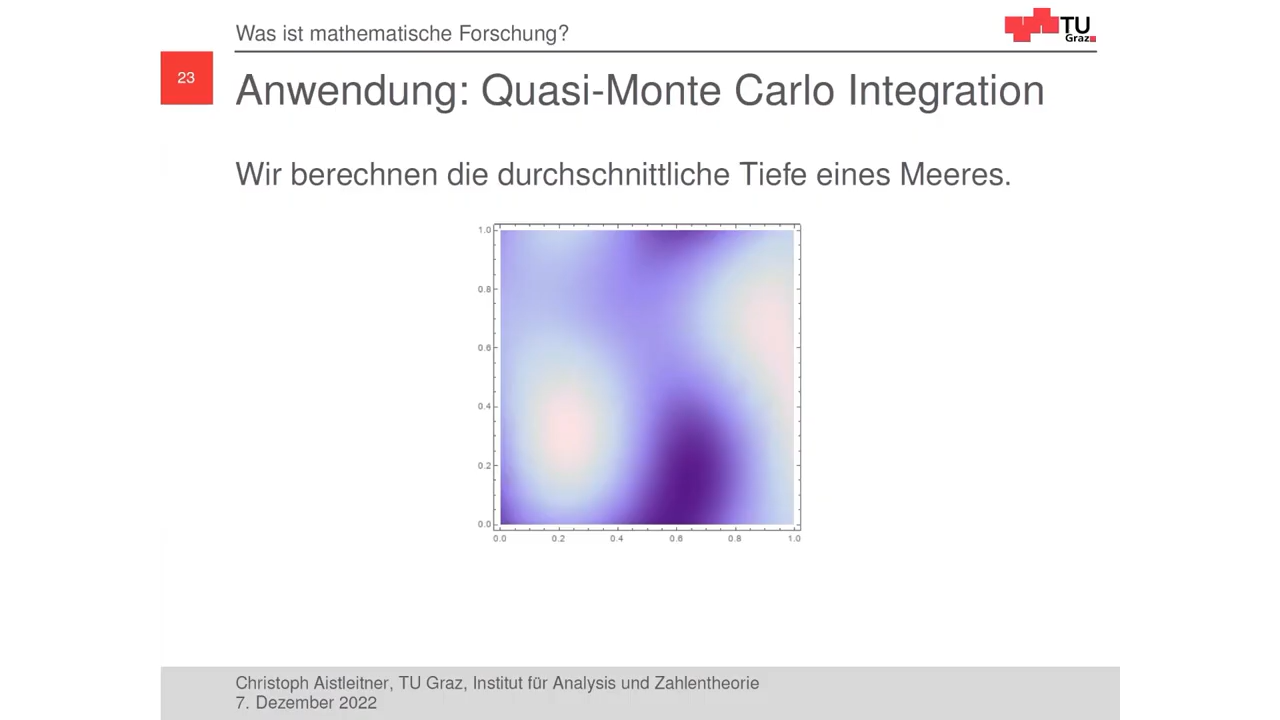 Was ist mathematische Forschung?
TU
Graz
23
Anwendung: Quasi-Monte Carlo Integration
Wir berechnen die durchschnittliche Tiefe eines Meeres.
1.0
0.8
0.6
0.4
0.2
0.0
0.0 0.2 0.4 0.6 0.8 1.0
Christoph Aistleitner, TU Graz, Institut für Analysis und Zahlentheorie
7. Dezember 2022